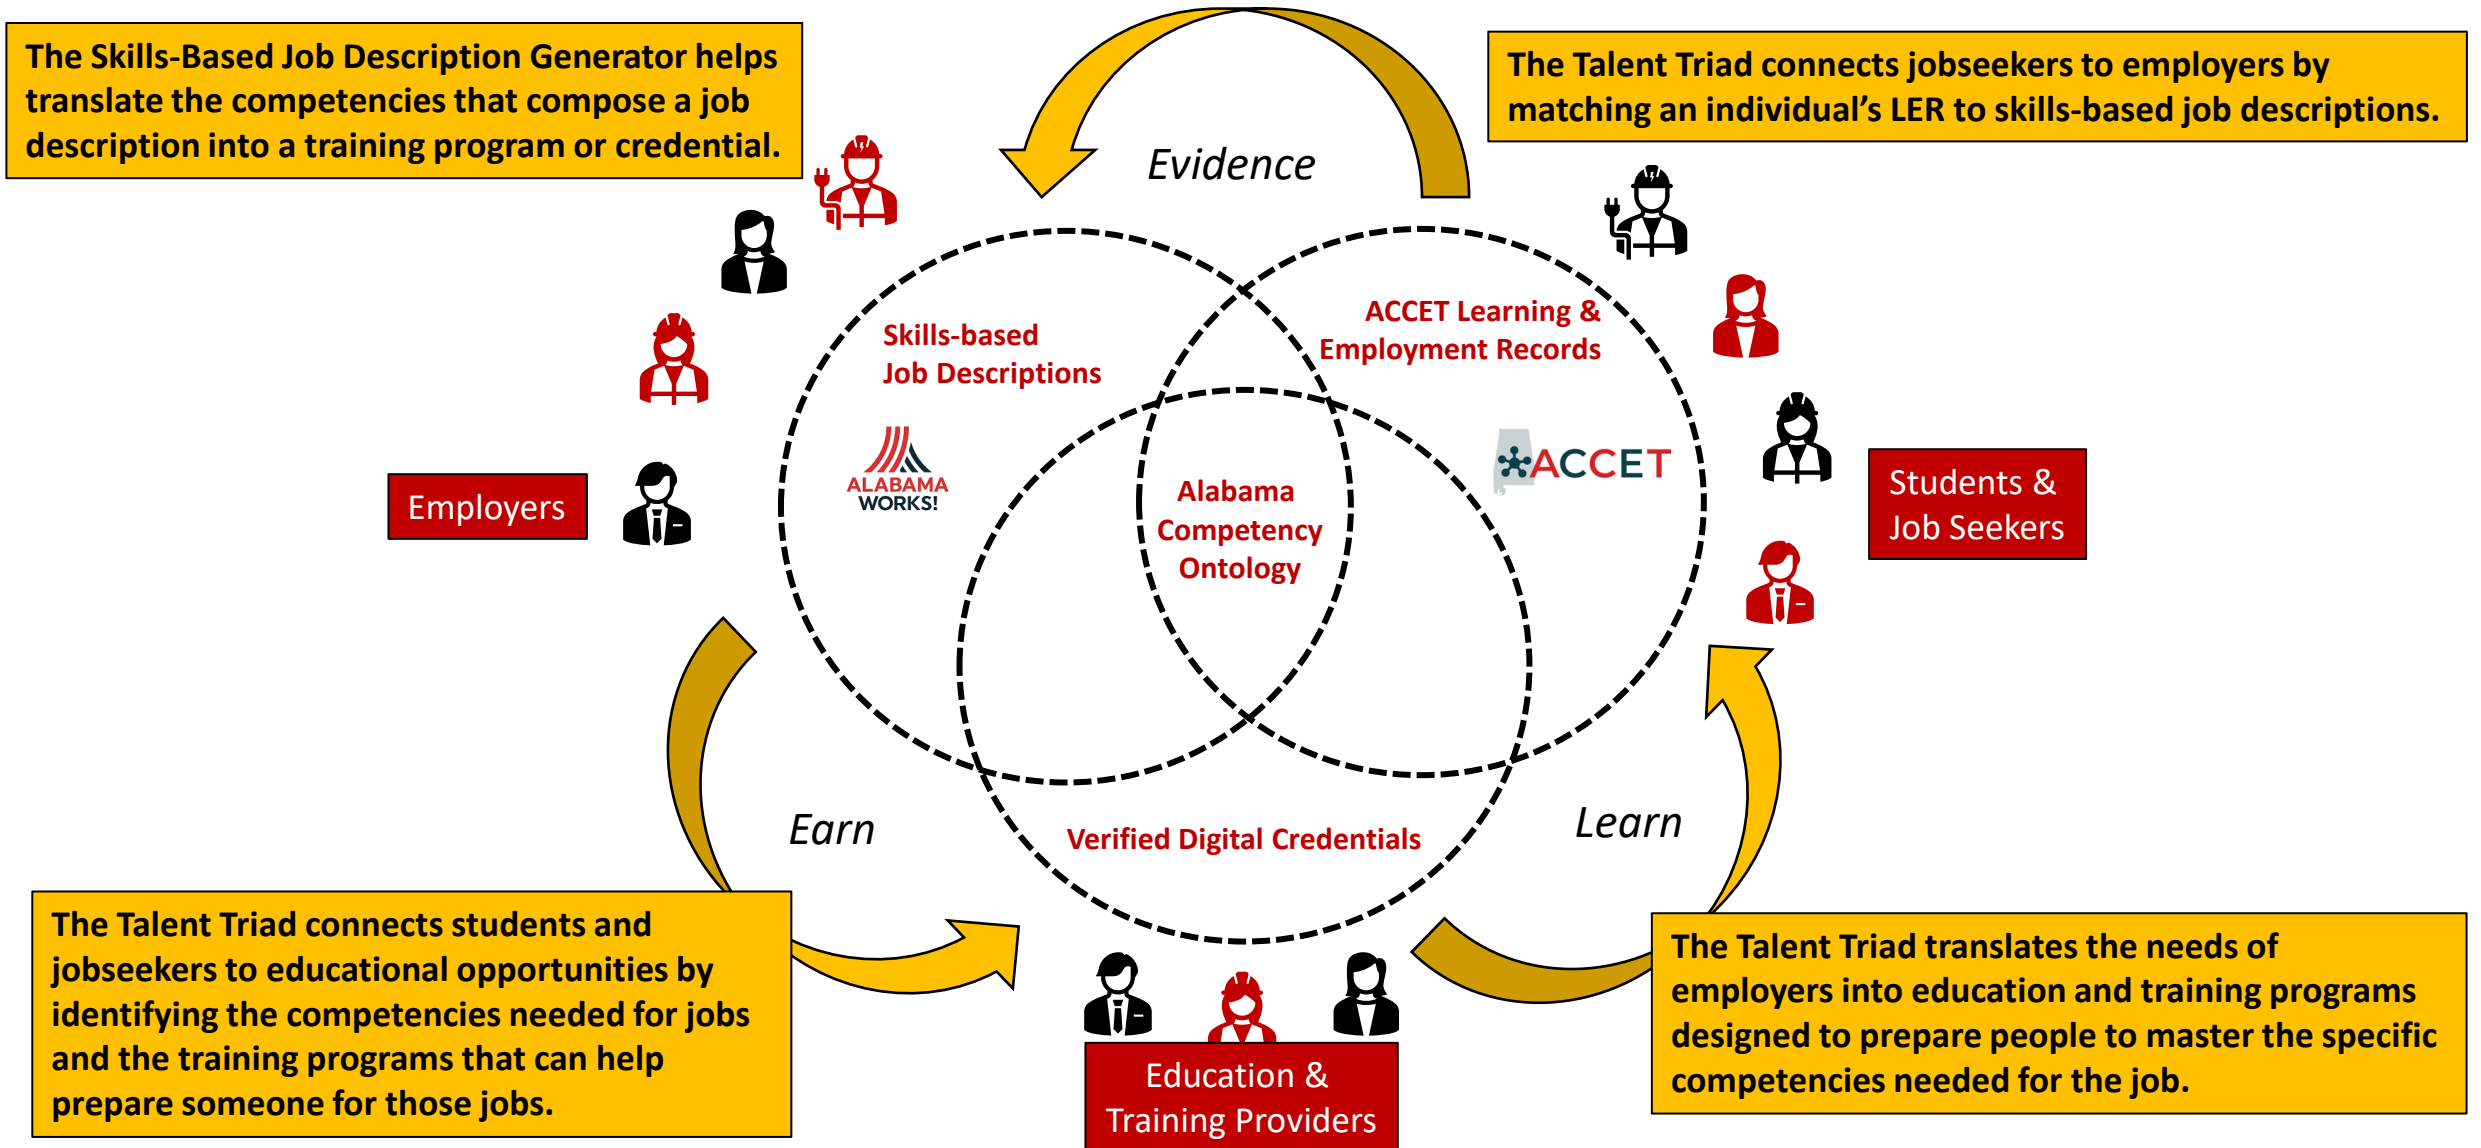 The Skills-Based Job Description Generator helps
translate the competencies that compose a job
description into a training program or credential.
The Talent Triad connects jobseekers to employers by
matching an individual’s LER to skills-based job descriptions.
Evidence
Skills-based
Job Descriptions
ACCET Learning &
Employment Records
ALABAMA
WORKS!
ACCET
Alabama
Competency
Ontology
Employers
Students &
Job Seekers
Earn
Learn
Verified Digital Credentials
The Talent Triad connects students and
jobseekers to educational opportunities by
identifying the competencies needed for jobs
and the training programs that can help
prepare someone for those jobs.
The Talent Triad translates the needs of
employers into education and training programs
designed to prepare people to master the specific
competencies needed for the job.
Education &
Training Providers